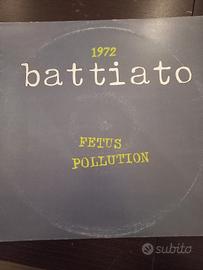 1972
battiato
FETUS
POLLUTION
subito